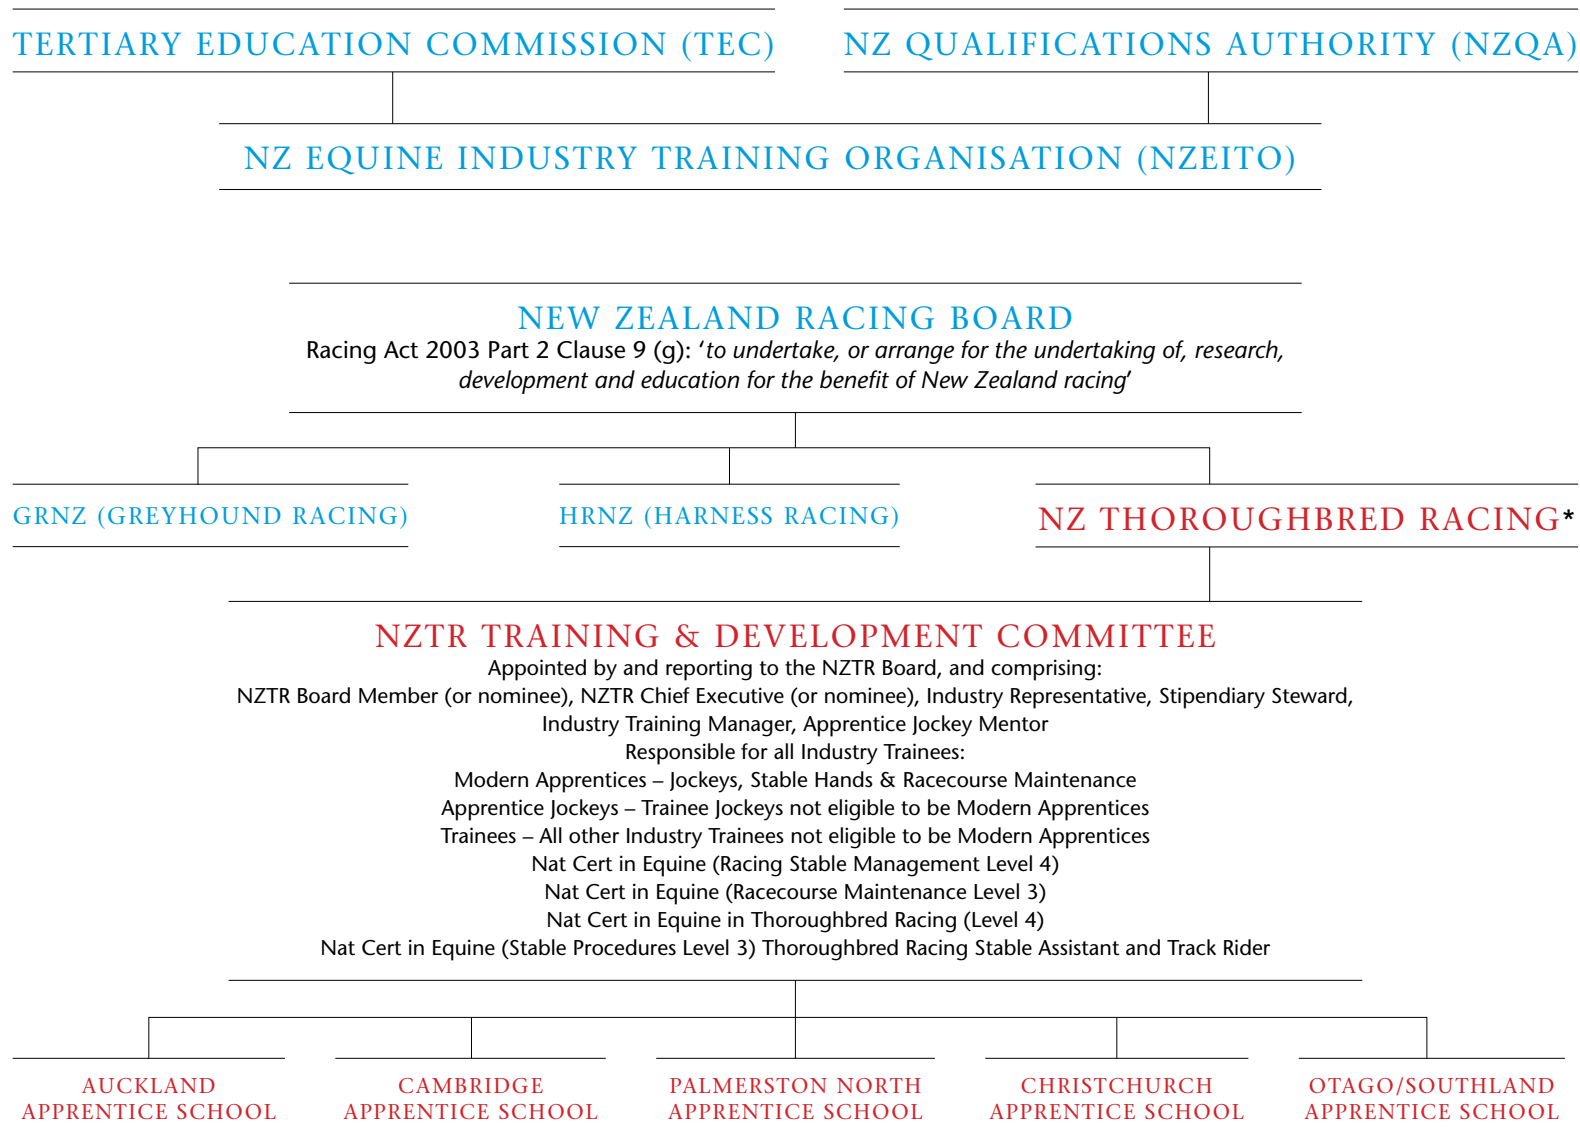 TERTIARY EDUCATION COMMISSION (TEC)
NZ QUALIFICATIONS AUTHORITY (NZQA)
NZ EQUINE INDUSTRY TRAINING ORGANISATION (NZEITO)
NEW ZEALAND RACING BOARD
Racing Act 2003 Part 2 Clause 9 (g): ‘to undertake, or arrange for the undertaking of, research,
development and education for the benefit of New Zealand racing’
GRNZ (GREYHOUND RACING)
HRNZ (HARNESS RACING)
NZ THOROUGHBRED RACING*
NZTR TRAINING & DEVELOPMENT COMMITTEE
Appointed by and reporting to the NZTR Board, and comprising:
NZTR Board Member (or nominee), NZTR Chief Executive (or nominee), Industry Representative, Stipendiary Steward,
Industry Training Manager, Apprentice Jockey Mentor
Responsible for all Industry Trainees:
Modern Apprentices – Jockeys, Stable Hands & Racecourse Maintenance
Apprentice Jockeys – Trainee Jockeys not eligible to be Modern Apprentices
Trainees – All other Industry Trainees not eligible to be Modern Apprentices
Nat Cert in Equine (Racing Stable Management Level 4)
Nat Cert in Equine (Racecourse Maintenance Level 3)
Nat Cert in Equine in Thoroughbred Racing (Level 4)
Nat Cert in Equine (Stable Procedures Level 3) Thoroughbred Racing Stable Assistant and Track Rider
AUCKLAND
APPRENTICE SCHOOL
CAMBRIDGE
APPRENTICE SCHOOL
PALMERSTON NORTH
APPRENTICE SCHOOL
CHRISTCHURCH
APPRENTICE SCHOOL
OTAGO/SOUTHLAND
APPRENTICE SCHOOL